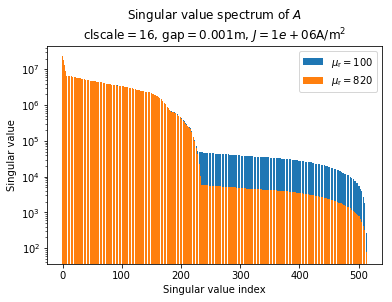 Singular value spectrum of A
clscale = 16, gap = 0.001m, J = 1e + 06A/m²
μᵣ = 100
μᵣ = 820
Singular value
10⁷
10⁶
10⁵
10⁴
10³
10²
0 100 200 300 400 500
Singular value index